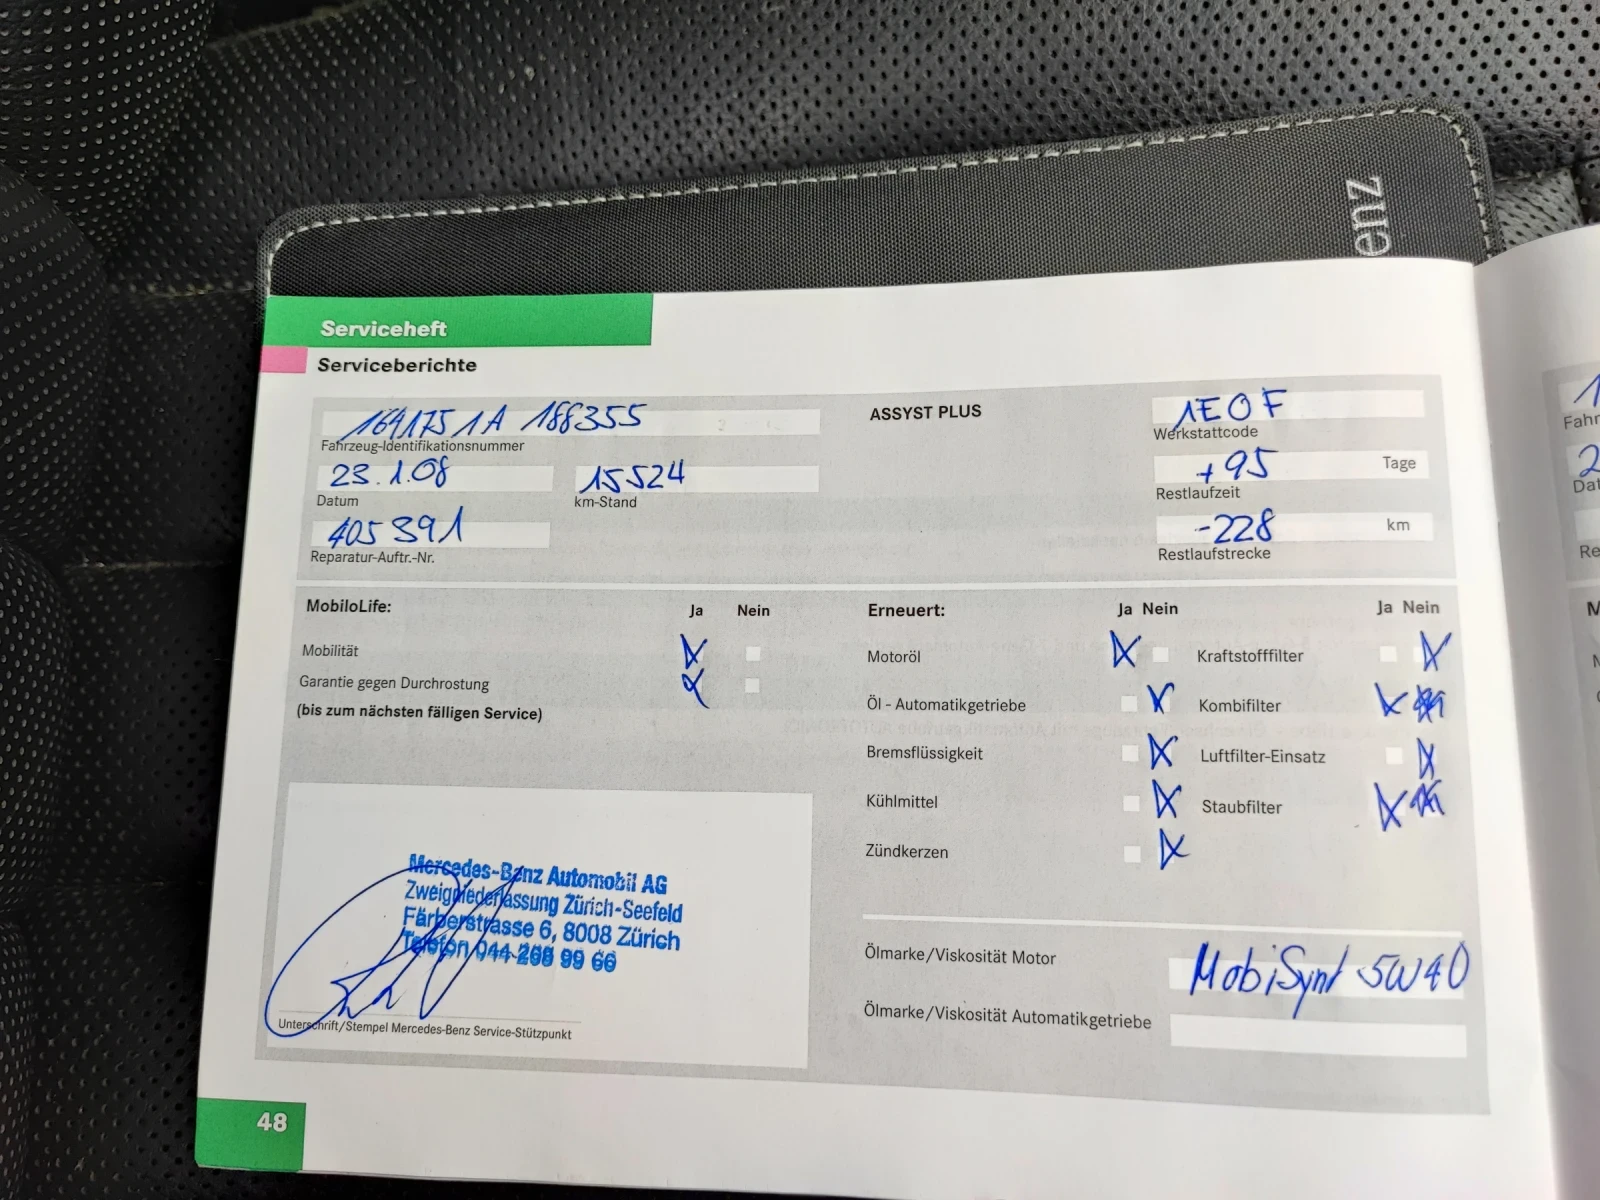 enz
Serviceheft
Serviceberichte
164175 1A 188355
Fahrzeug-Identifikationsnummer
23.1.08
Datum
15524
km-Stand
405391
Reparatur-Auftr.-Nr.
ASSYST PLUS
1E0F
Werkstattcode
+95 Tage
Restlaufzeit
-228 km
Restlaufstrecke
MobiloLife: Ja Nein
Mobilität
Garantie gegen Durchrostung
(bis zum nächsten fälligen Service)
Erneuert: Ja Nein Ja Nein
Motoröl Kraftstofffilter
Öl - Automatikgetriebe Kombifilter
Bremsflüssigkeit Luftfilter-Einsatz
Kühlmittel Staubfilter
Zündkerzen
Mercedes-Benz Automobil AG
Zweigniederlassung Zürich-Seefeld
Färberstrasse 6, 8008 Zürich
Telefon 044 268 99 66
Unterschrift/Stempel Mercedes-Benz Service-Stützpunkt
Ölmarke/Viskosität Motor MobiSynt 5W40
Ölmarke/Viskosität Automatikgetriebe
48